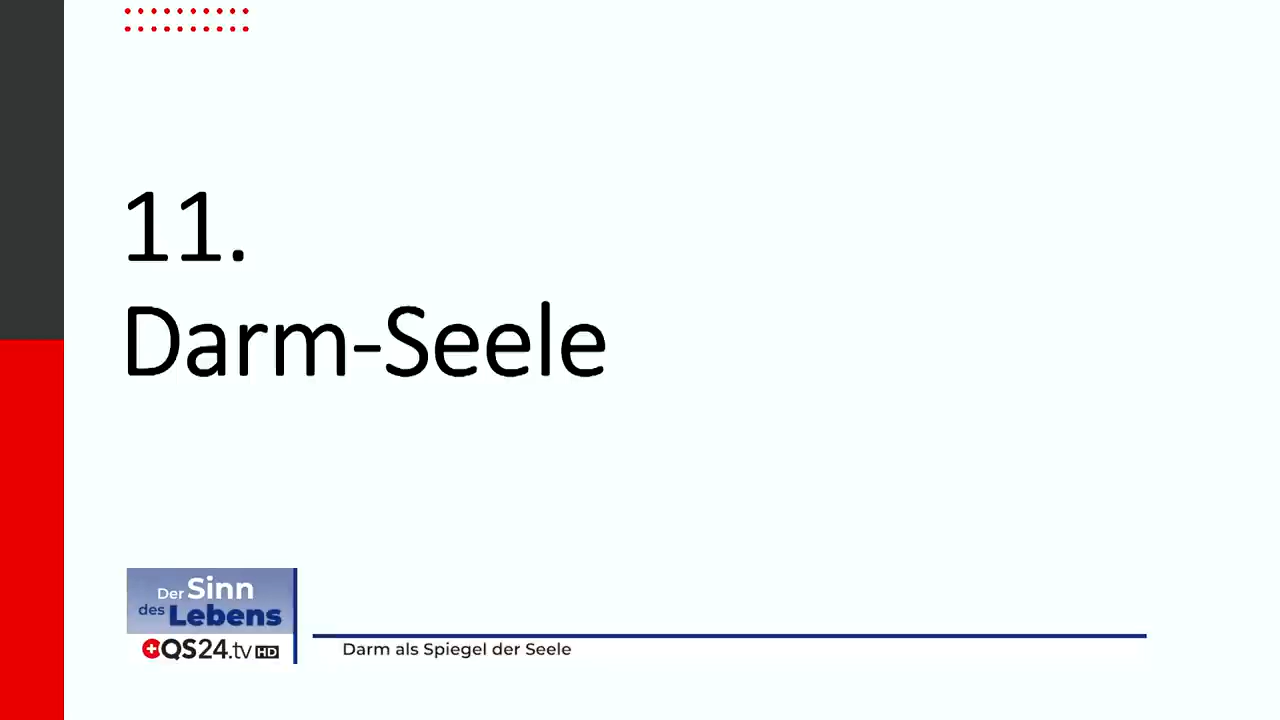 11.
Darm-Seele
Der Sinn
des Lebens
QS24.tv HD
Darm als Spiegel der Seele